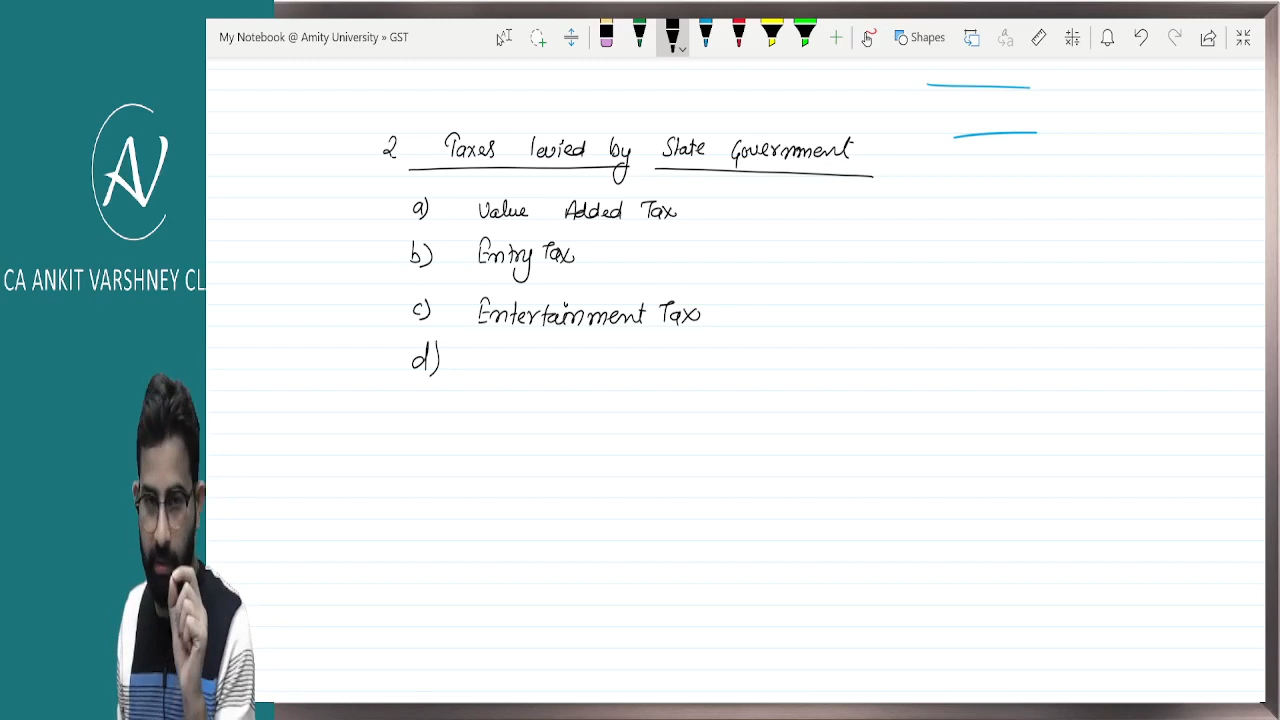 My Notebook @ Amity University » GST
Shapes
AV
CA ANKIT VARSHNEY CL
2 Taxes levied by State Government
a) Value Added Tax
b) Entry Tax
c) Entertainment Tax
d)